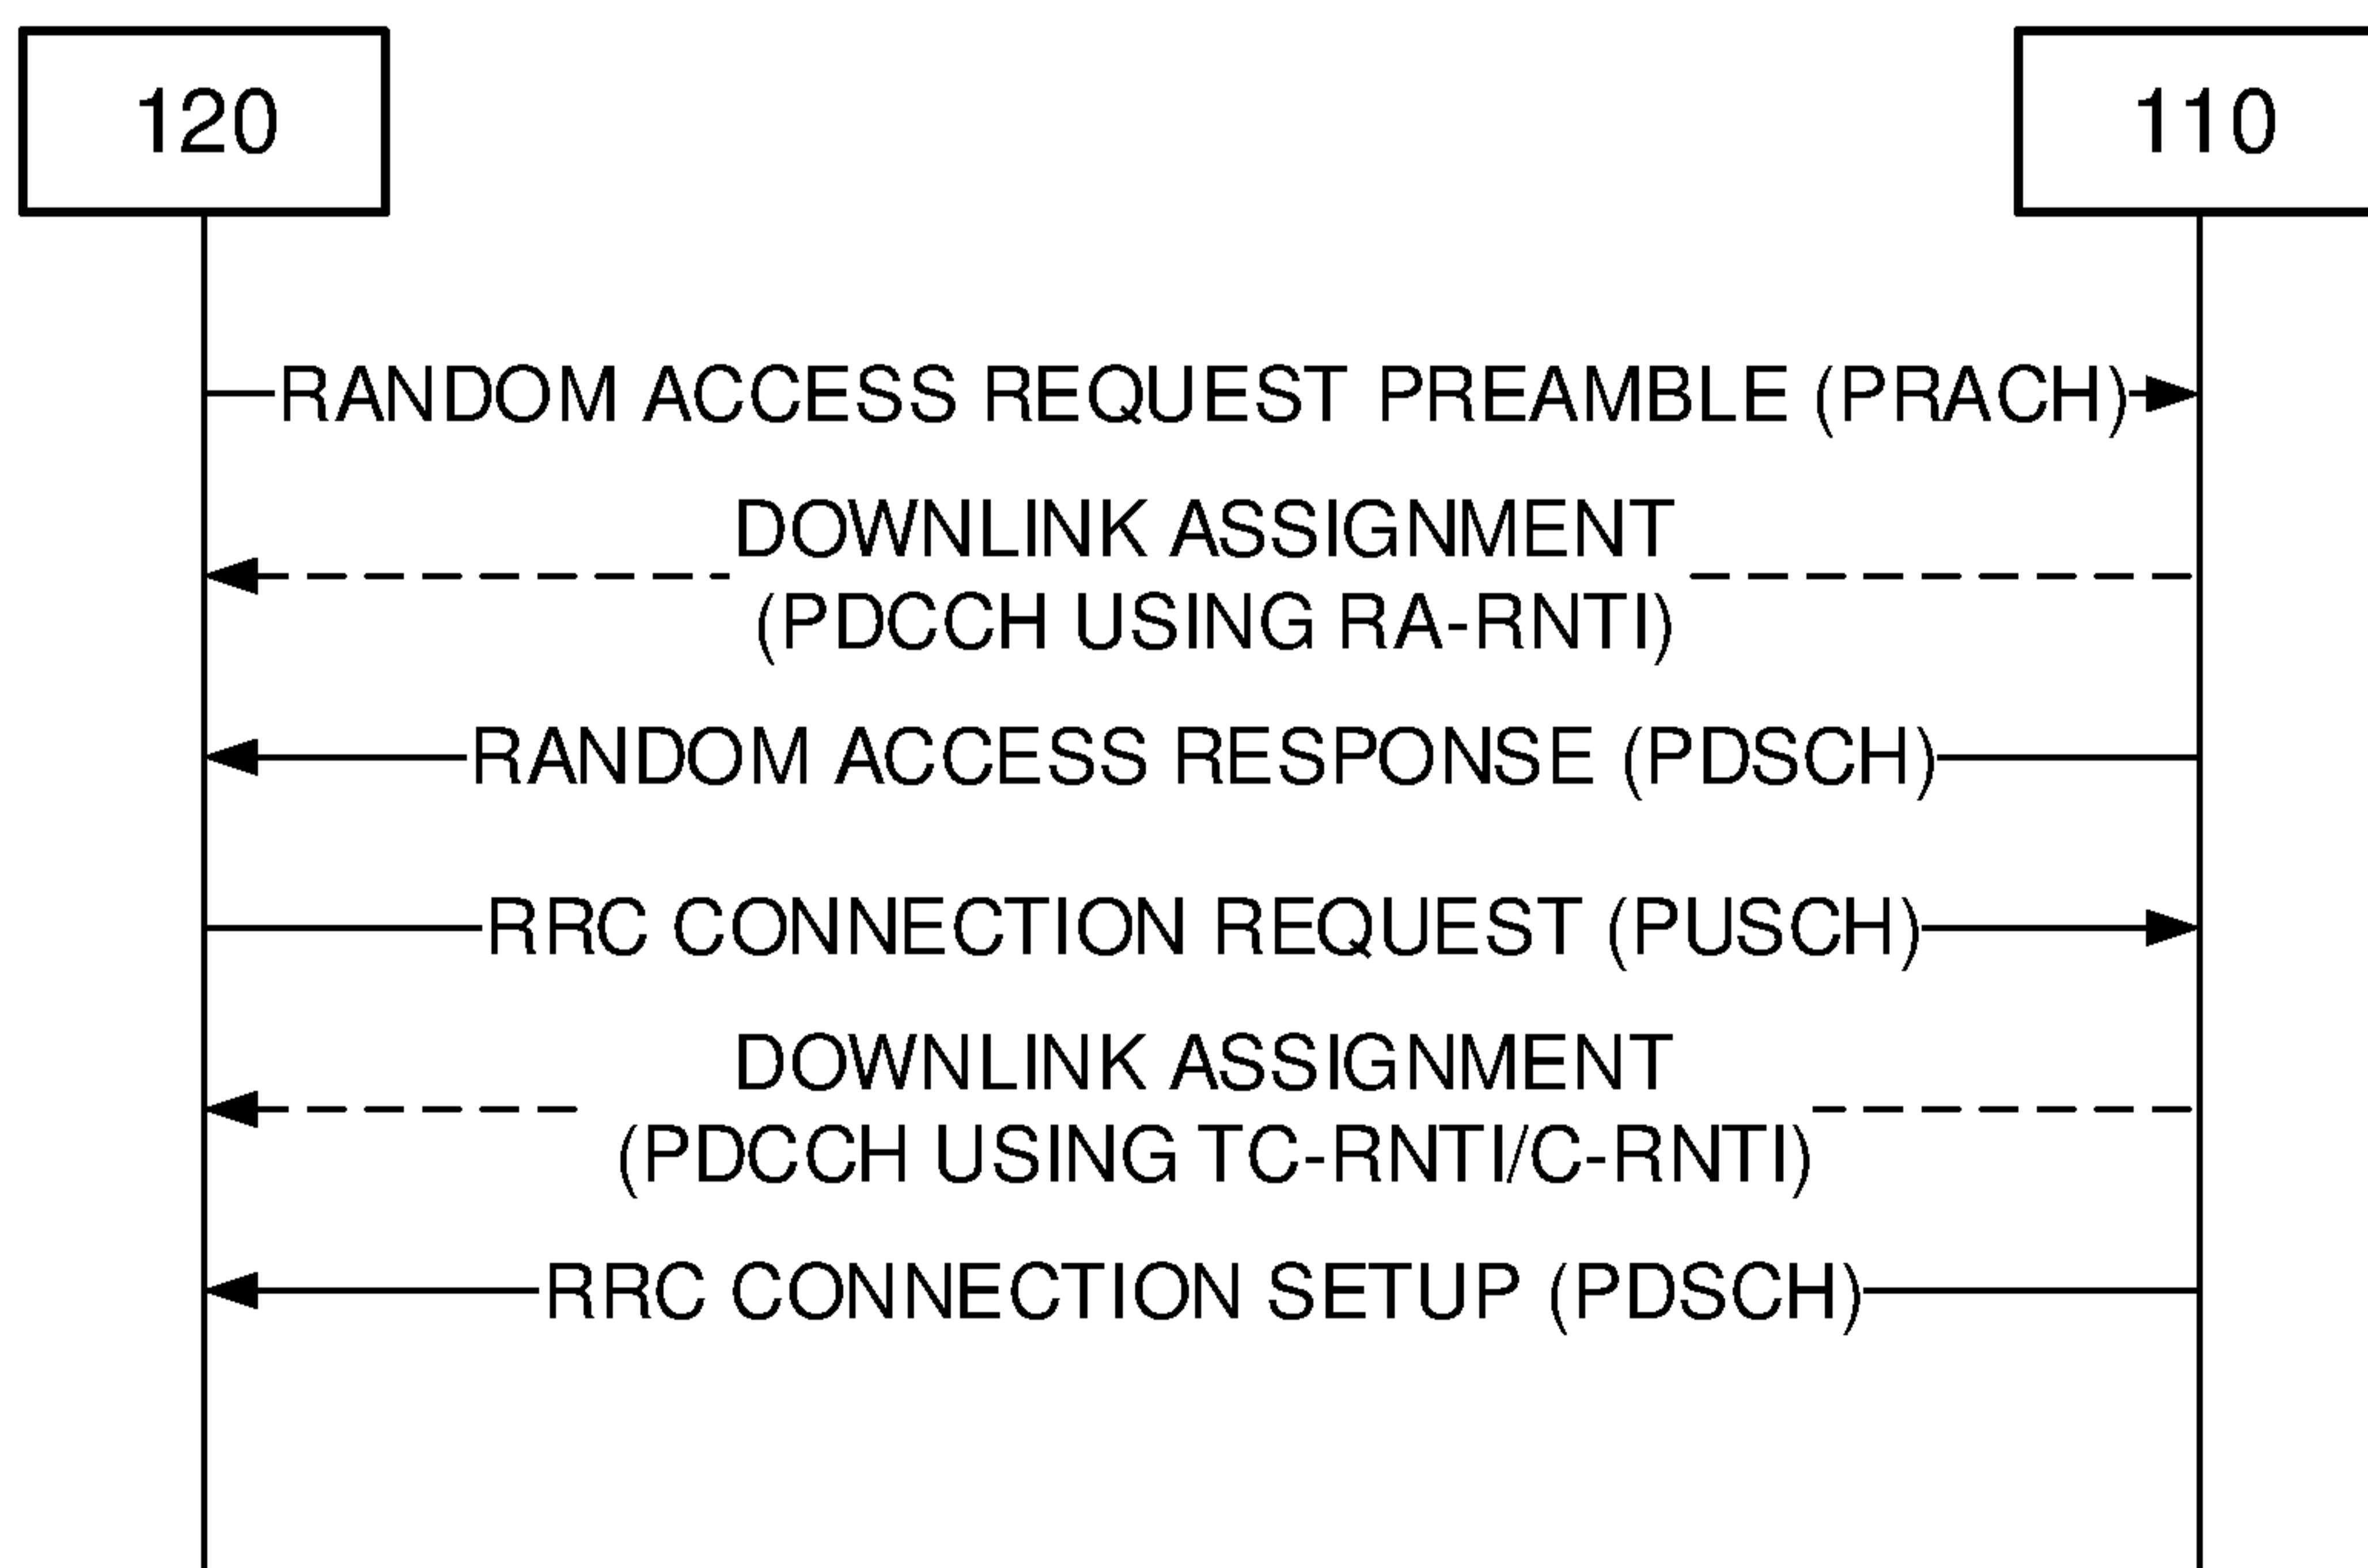 120
110
RANDOM ACCESS REQUEST PREAMBLE (PRACH)
DOWNLINK ASSIGNMENT
(PDCCH USING RA-RNTI)
RANDOM ACCESS RESPONSE (PDSCH)
RRC CONNECTION REQUEST (PUSCH)
DOWNLINK ASSIGNMENT
(PDCCH USING TC-RNTI/C-RNTI)
RRC CONNECTION SETUP (PDSCH)